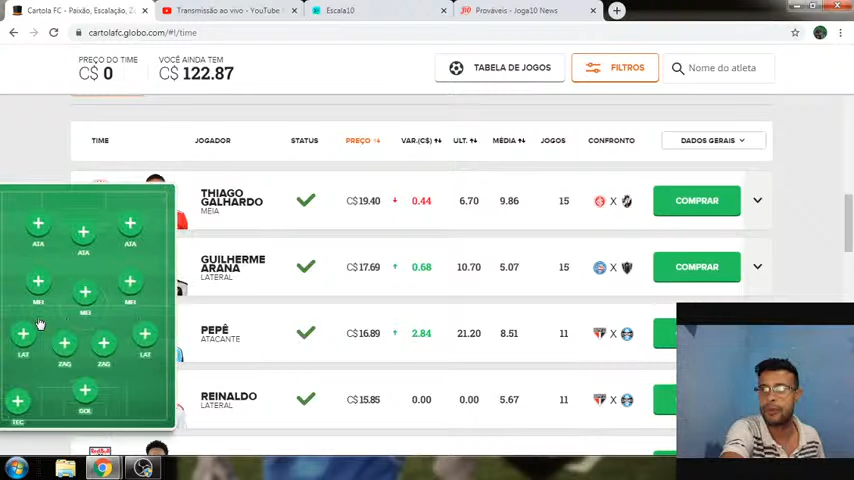 Cartola FC - Paixão, Escalação, Zo
Transmissão ao vivo - YouTube
Escala10
Prováveis - Joga10 News
cartolafc.globo.com/#!/time
PREÇO DO TIME
C$ 0
VOCÊ AINDA TEM
C$ 122.87
TABELA DE JOGOS
FILTROS
Nome do atleta
TIME JOGADOR STATUS PREÇO VAR.(C$) ULT. MÉDIA JOGOS CONFRONTO DADOS GERAIS
THIAGO
GALHARDO
MEIA
C$ 19.40 0.44 6.70 9.86 15 X COMPRAR
GUILHERME
ARANA
LATERAL
C$ 17.69 0.68 10.70 5.07 15 X COMPRAR
PEPÊ
ATACANTE
C$ 16.89 2.84 21.20 8.51 11 X
REINALDO
LATERAL
C$ 15.85 0.00 0.00 5.67 11 X
ATA ATA ATA
MEI MEI MEI
LAT ZAG ZAG LAT
TEC GOL
Red Bull